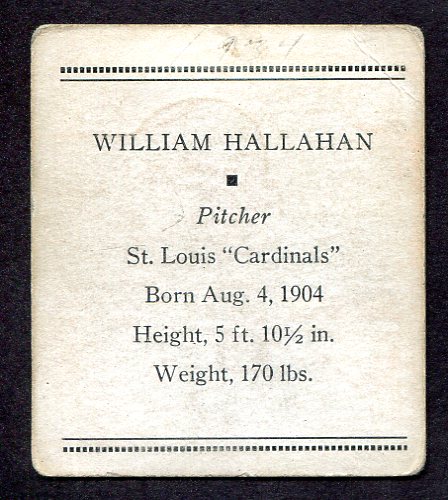 WILLIAM HALLAHAN
Pitcher
St. Louis "Cardinals"
Born Aug. 4, 1904
Height, 5 ft. 10½ in.
Weight, 170 lbs.